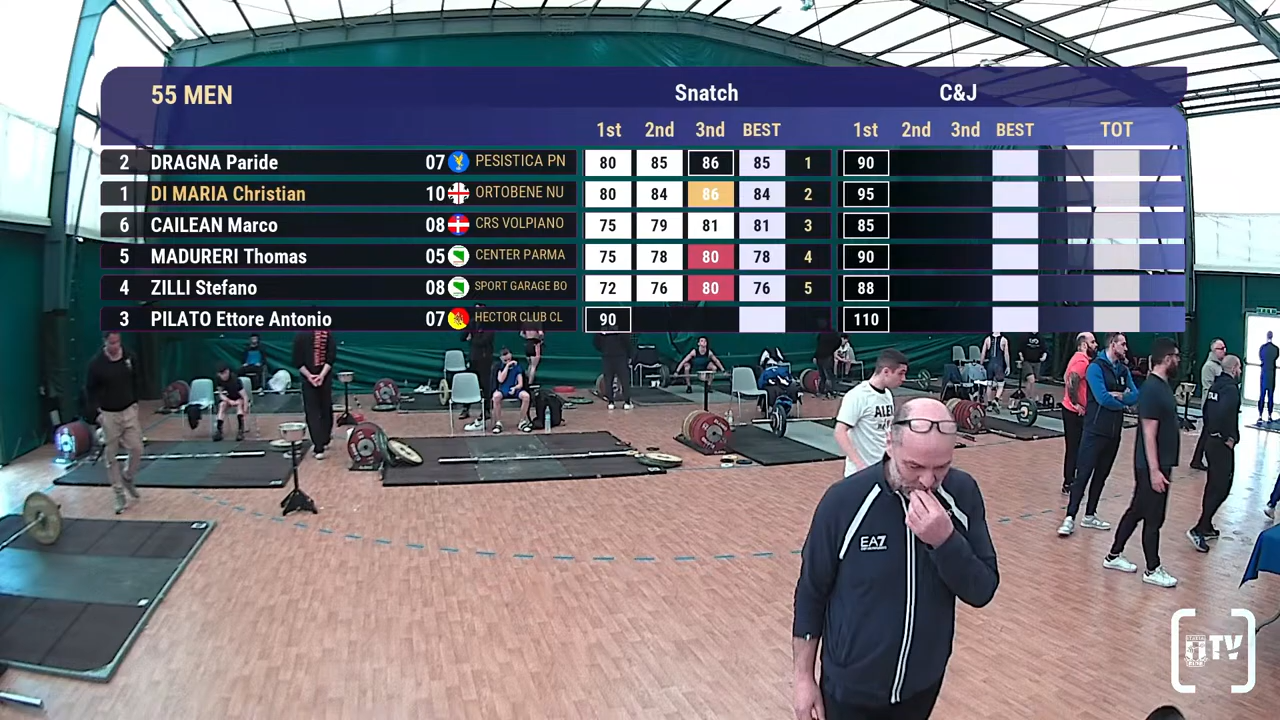 55 MEN Snatch C&J
1st 2nd 3nd BEST 1st 2nd 3nd BEST TOT
2 DRAGNA Paride 07 PESISTICA PN 80 85 86 85 1 90
1 DI MARIA Christian 10 ORTOBENE NU 80 84 86 84 2 95
6 CAILEAN Marco 08 CRS VOLPIANO 75 79 81 81 3 85
5 MADURERI Thomas 05 CENTER PARMA 75 78 80 78 4 90
4 ZILLI Stefano 08 SPORT GARAGE BO 72 76 80 76 5 88
3 PILATO Ettore Antonio 07 HECTOR CLUB CL 90 110
EA7
TV